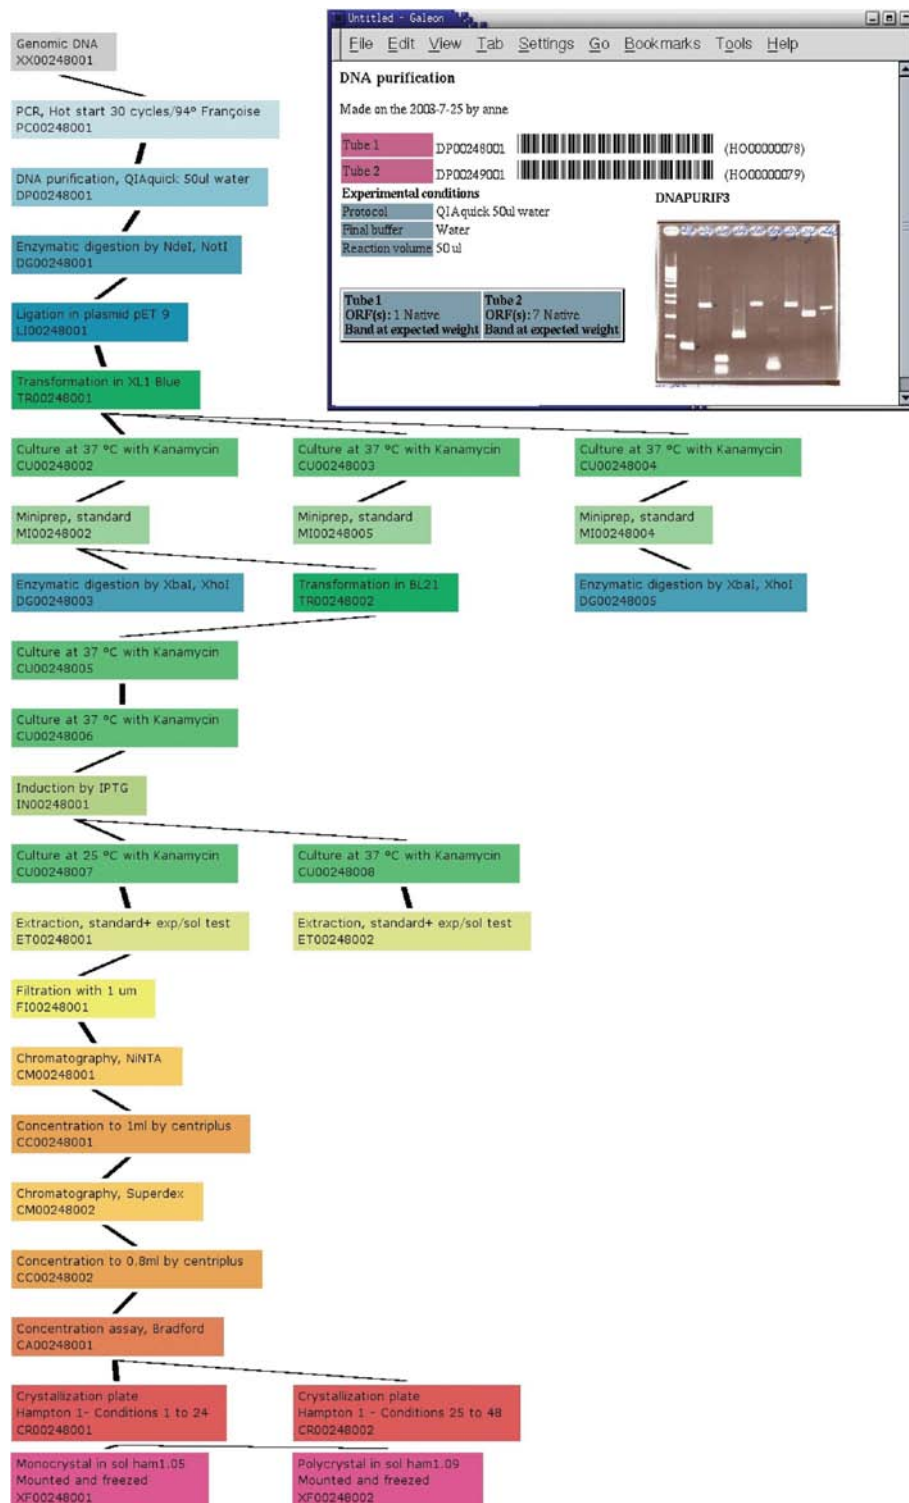 Genomic DNA
XX00248001
PCR, Hot start 30 cycles/94º Françoise
PC00248001
DNA purification, QIAquick 50ul water
DP00248001
Enzymatic digestion by NdeI, NotI
DG00248001
Ligation in plasmid pET 9
LI00248001
Transformation in XL1 Blue
TR00248001
Untitled - Galeon
File Edit View Tab Settings Go Bookmarks Tools Help
DNA purification
Made on the 2003-7-25 by anne
Tube 1 DP00248001 (HO00000078)
Tube 2 DP00249001 (HO00000079)
Experimental conditions
Protocol QIAquick 50ul water
Final buffer Water
Reaction volume 50 ul
DNAPURIF3
Tube 1
ORF(s): 1 Native
Band at expected weight
Tube 2
ORF(s): 7 Native
Band at expected weight
Culture at 37 ºC with Kanamycin
CU00248002
Culture at 37 ºC with Kanamycin
CU00248003
Culture at 37 ºC with Kanamycin
CU00248004
Miniprep, standard
MI00248002
Miniprep, standard
MI00248005
Miniprep, standard
MI00248004
Enzymatic digestion by XbaI, XhoI
DG00248003
Transformation in BL21
TR00248002
Enzymatic digestion by XbaI, XhoI
DG00248005
Culture at 37 ºC with Kanamycin
CU00248005
Culture at 37 ºC with Kanamycin
CU00248006
Induction by IPTG
IN00248001
Culture at 25 ºC with Kanamycin
CU00248007
Culture at 37 ºC with Kanamycin
CU00248008
Extraction, standard+ exp/sol test
ET00248001
Extraction, standard+ exp/sol test
ET00248002
Filtration with 1 um
FI00248001
Chromatography, NiNTA
CM00248001
Concentration to 1ml by centriplus
CC00248001
Chromatography, Superdex
CM00248002
Concentration to 0.8ml by centriplus
CC00248002
Concentration assay, Bradford
CA00248001
Crystallization plate
Hampton 1- Conditions 1 to 24
CR00248001
Crystallization plate
Hampton 1 - Conditions 25 to 48
CR00248002
Monocrystal in sol ham1.05
Mounted and freezed
XF00248001
Polycrystal in sol ham1.09
Mounted and freezed
XF00248002